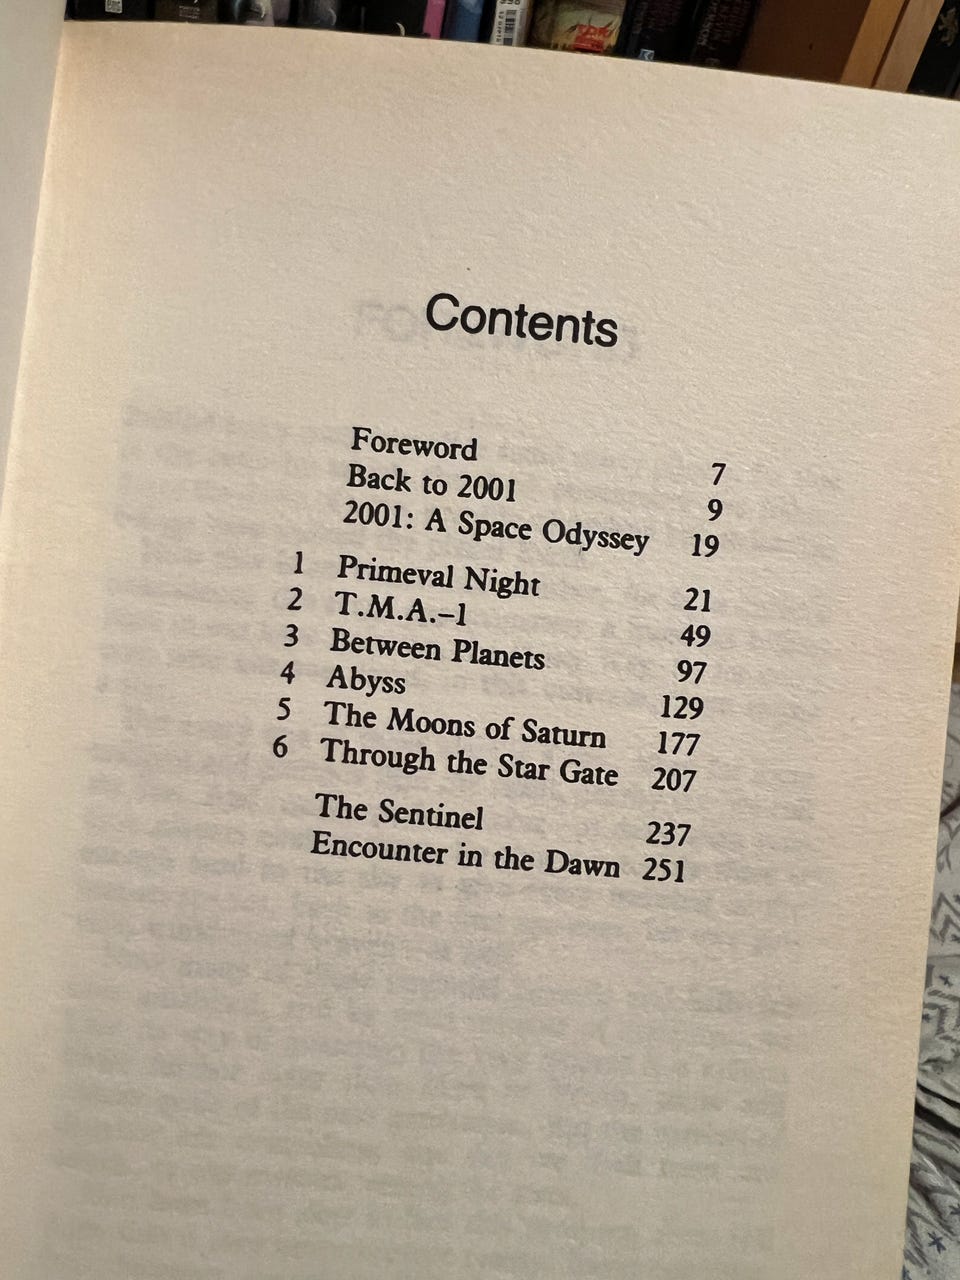 Contents
Foreword 7
Back to 2001 9
2001: A Space Odyssey 19
1 Primeval Night 21
2 T.M.A.–1 49
3 Between Planets 97
4 Abyss 129
5 The Moons of Saturn 177
6 Through the Star Gate 207
The Sentinel 237
Encounter in the Dawn 251